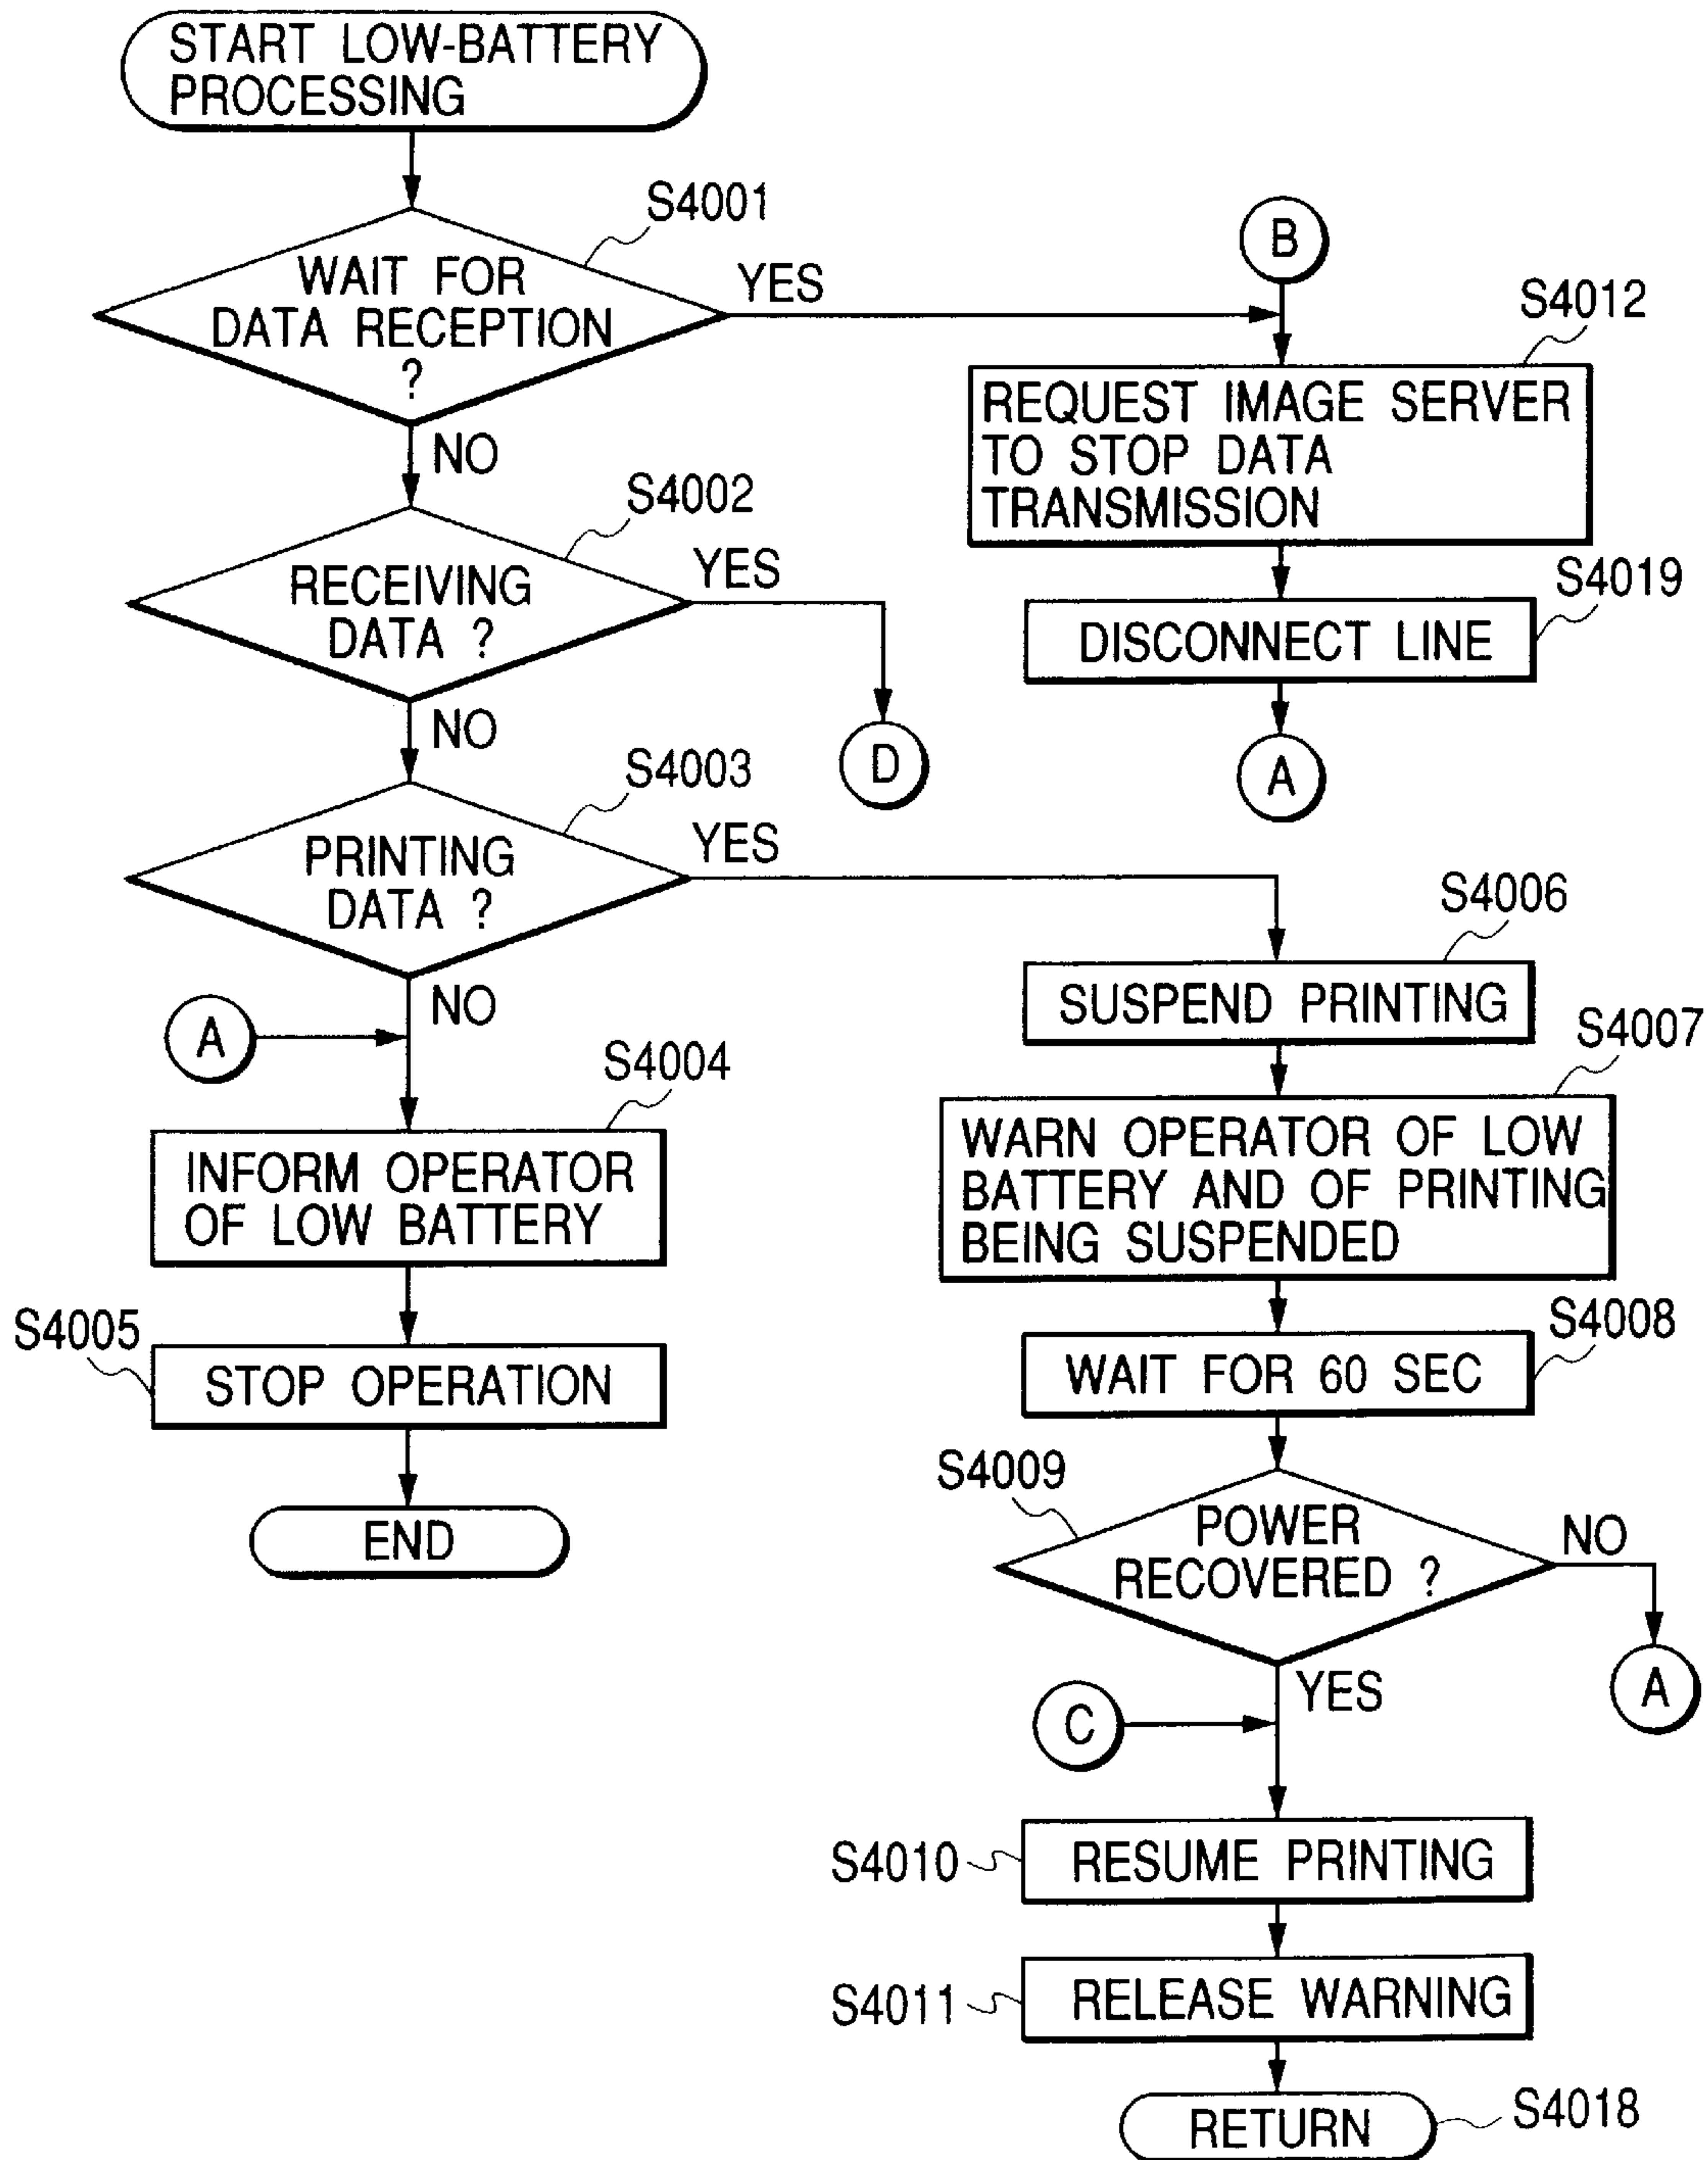 START LOW-BATTERY
PROCESSING
S4001
WAIT FOR
DATA RECEPTION
?
YES
NO
B
S4012
REQUEST IMAGE SERVER
TO STOP DATA
TRANSMISSION
S4019
DISCONNECT LINE
A
S4002
RECEIVING
DATA ?
YES
D
NO
S4003
PRINTING
DATA ?
YES
NO
A
S4004
INFORM OPERATOR
OF LOW BATTERY
S4005
STOP OPERATION
END
S4006
SUSPEND PRINTING
S4007
WARN OPERATOR OF LOW
BATTERY AND OF PRINTING
BEING SUSPENDED
S4008
WAIT FOR 60 SEC
S4009
POWER
RECOVERED ?
NO
A
YES
C
S4010
RESUME PRINTING
S4011
RELEASE WARNING
RETURN
S4018